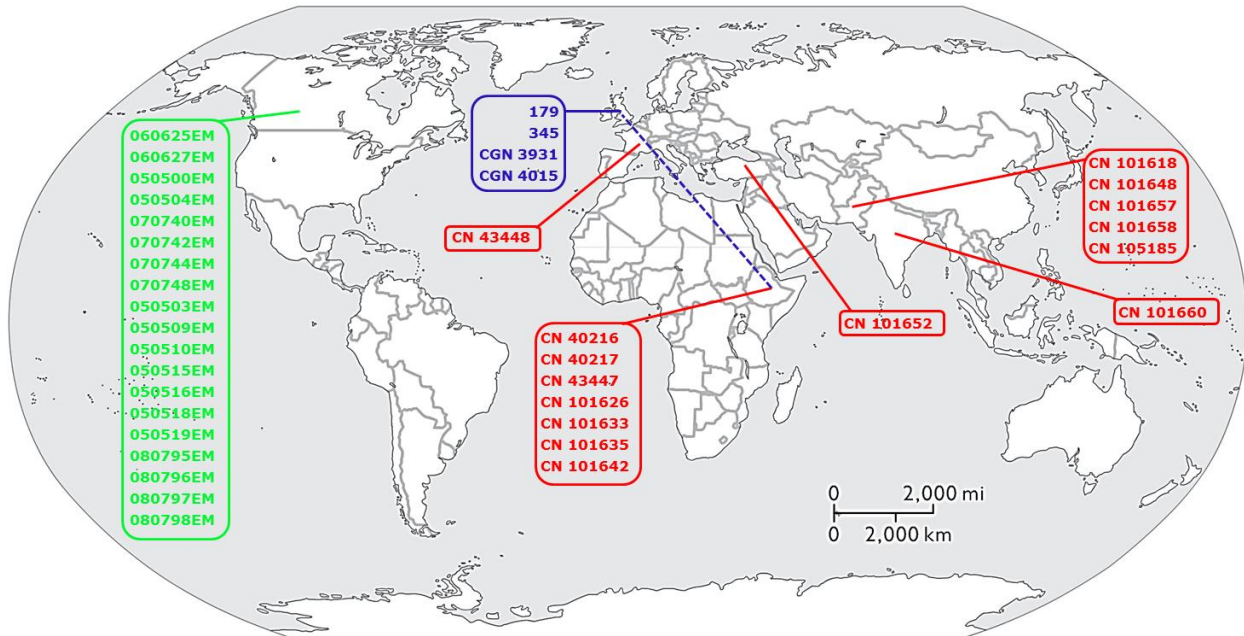 060625EM
060627EM
050500EM
050504EM
070740EM
070742EM
070744EM
070748EM
050503EM
050509EM
050510EM
050515EM
050516EM
050518EM
050519EM
080795EM
080796EM
080797EM
080798EM
179
345
CGN 3931
CGN 4015
CN 43448
CN 40216
CN 40217
CN 43447
CN 101626
CN 101633
CN 101635
CN 101642
CN 101652
CN 101618
CN 101648
CN 101657
CN 101658
CN 105185
CN 101660
0 2,000 mi
0 2,000 km